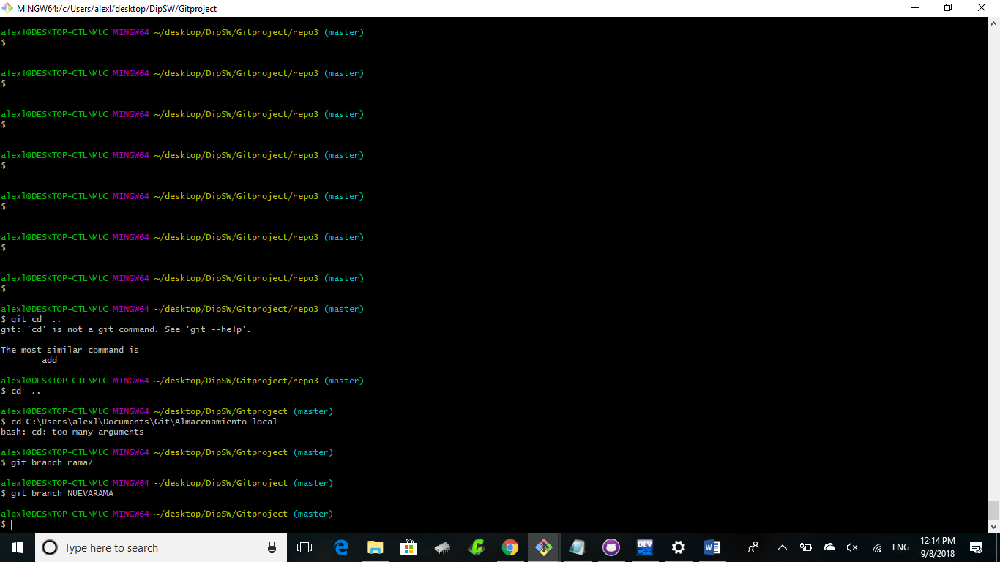 MINGW64:/c/Users/alexl/desktop/DipSW/Gitproject
alexl@DESKTOP-CTLNMUC MINGW64 ~/desktop/DipSW/Gitproject/repo3 (master)
$
alexl@DESKTOP-CTLNMUC MINGW64 ~/desktop/DipSW/Gitproject/repo3 (master)
$
alexl@DESKTOP-CTLNMUC MINGW64 ~/desktop/DipSW/Gitproject/repo3 (master)
$
alexl@DESKTOP-CTLNMUC MINGW64 ~/desktop/DipSW/Gitproject/repo3 (master)
$
alexl@DESKTOP-CTLNMUC MINGW64 ~/desktop/DipSW/Gitproject/repo3 (master)
$
alexl@DESKTOP-CTLNMUC MINGW64 ~/desktop/DipSW/Gitproject/repo3 (master)
$
alexl@DESKTOP-CTLNMUC MINGW64 ~/desktop/DipSW/Gitproject/repo3 (master)
$
alexl@DESKTOP-CTLNMUC MINGW64 ~/desktop/DipSW/Gitproject/repo3 (master)
$ git cd  ..
git: 'cd' is not a git command. See 'git --help'.
The most similar command is
add
alexl@DESKTOP-CTLNMUC MINGW64 ~/desktop/DipSW/Gitproject/repo3 (master)
$ cd  ..
alexl@DESKTOP-CTLNMUC MINGW64 ~/desktop/DipSW/Gitproject (master)
$ cd C:\Users\alexl\Documents\Git\Almacenamiento local
bash: cd: too many arguments
alexl@DESKTOP-CTLNMUC MINGW64 ~/desktop/DipSW/Gitproject (master)
$ git branch rama2
alexl@DESKTOP-CTLNMUC MINGW64 ~/desktop/DipSW/Gitproject (master)
$ git branch NUEVARAMA
alexl@DESKTOP-CTLNMUC MINGW64 ~/desktop/DipSW/Gitproject (master)
$
Type here to search
DEV
ENG
12:14 PM
9/8/2018